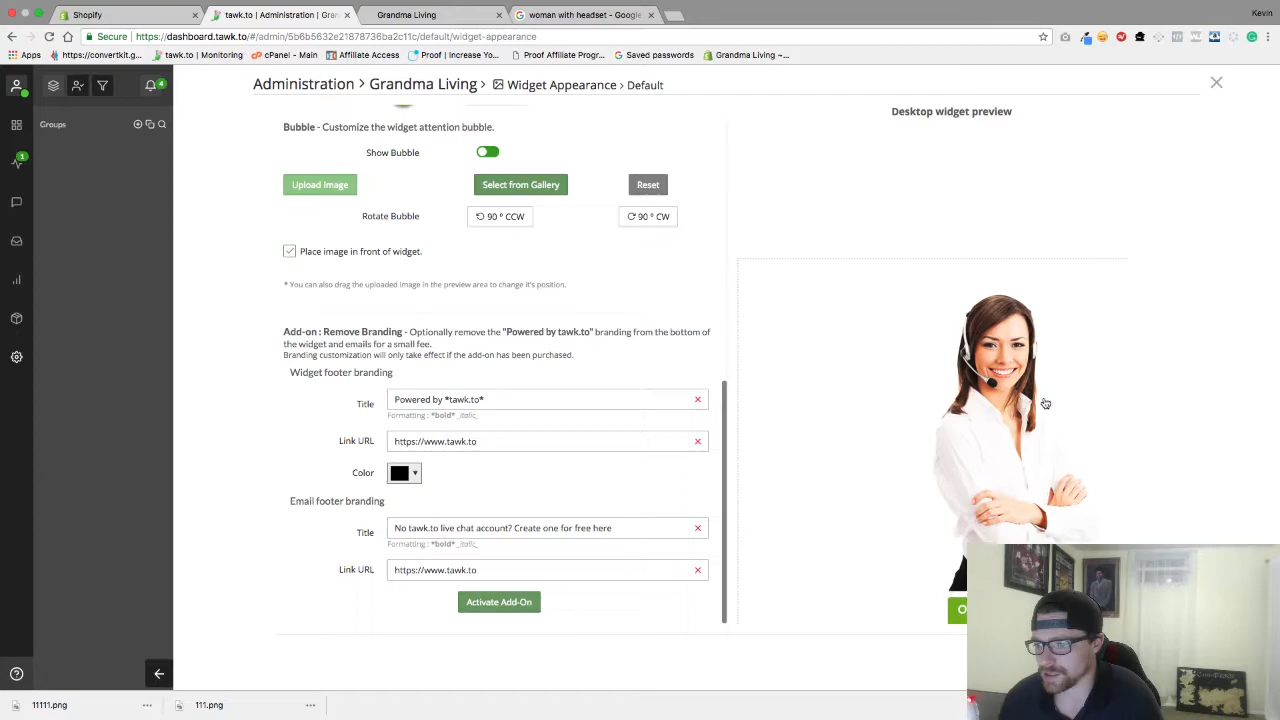 Shopify
tawk.to | Administration | Gran
Grandma Living
woman with headset - Google
Kevin
Secure
https://dashboard.tawk.to/#/admin/5b6b5632e21878736ba2c11c/default/widget-appearance
Apps
https://convertkit.c
tawk.to | Monitoring
cPanel - Main
Affiliate Access
Proof | Increase Yo...
Proof Affiliate Prog...
Saved passwords
Grandma Living ~...
4
Administration > Grandma Living > Widget Appearance > Default
Groups
1
Desktop widget preview
Bubble - Customize the widget attention bubble.
Show Bubble
Upload Image
Select from Gallery
Reset
Rotate Bubble
90 º CCW
90 º CW
Place image in front of widget.
* You can also drag the uploaded image in the preview area to change it's position.
Add-on : Remove Branding - Optionally remove the "Powered by tawk.to" branding from the bottom of
the widget and emails for a small fee.
Branding customization will only take effect if the add-on has been purchased.
Widget footer branding
Title
Powered by *tawk.to*
Formatting : *bold* _italic_
Link URL
https://www.tawk.to
Color
Email footer branding
Title
No tawk.to live chat account? Create one for free here
Formatting : *bold* _italic_
Link URL
https://www.tawk.to
Activate Add-On
11111.png
111.png